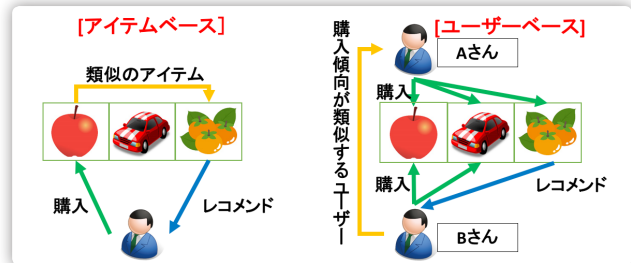 [アイテムベース]
類似のアイテム
購入
レコメンド
[ユーザーベース]
購入傾向が類似するユーザー
Aさん
購入
購入
レコメンド
Bさん